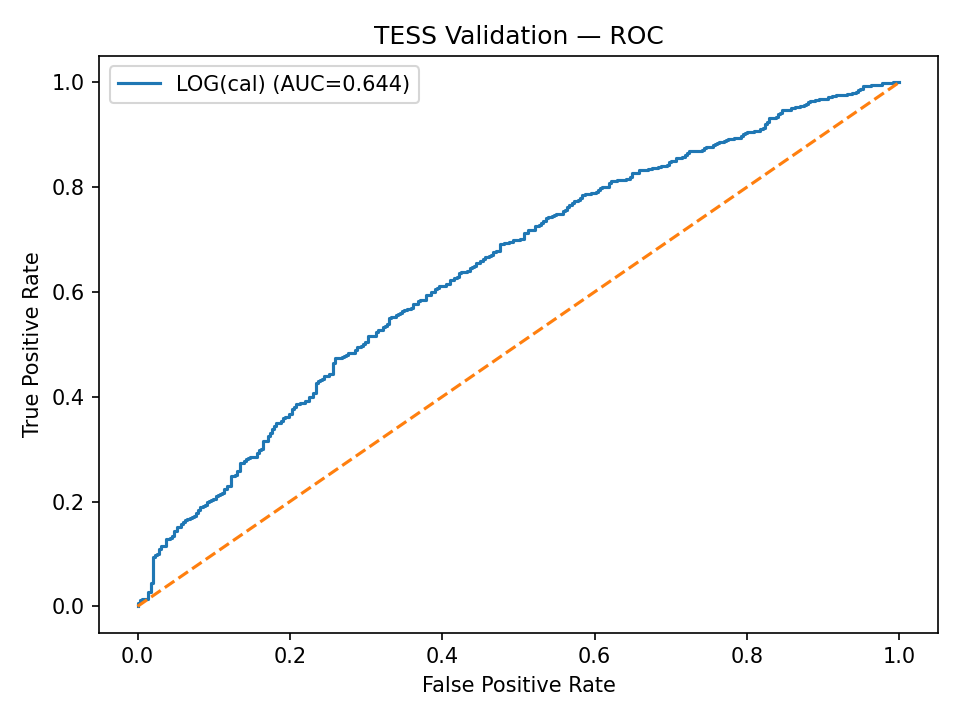 TESS Validation — ROC
LOG(cal) (AUC=0.644)
True Positive Rate
1.0
0.8
0.6
0.4
0.2
0.0
0.0 0.2 0.4 0.6 0.8 1.0
False Positive Rate